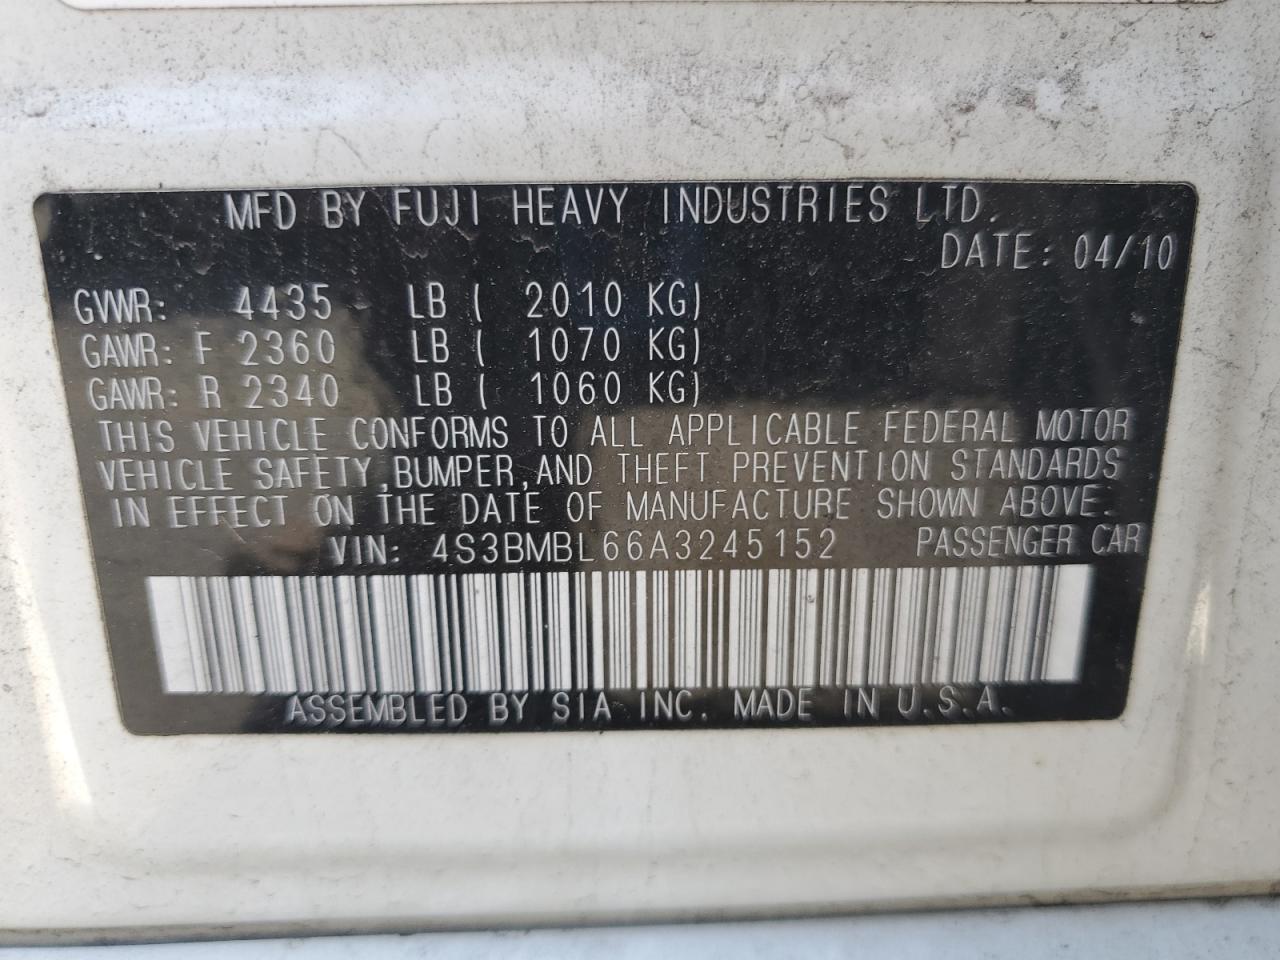 MFD BY FUJI HEAVY INDUSTRIES LTD.
DATE: 04/10
GVWR: 4435 LB ( 2010 KG)
GAWR: F 2360 LB ( 1070 KG)
GAWR: R 2340 LB ( 1060 KG)
THIS VEHICLE CONFORMS TO ALL APPLICABLE FEDERAL MOTOR
VEHICLE SAFETY,BUMPER,AND THEFT PREVENTION STANDARDS
IN EFFECT ON THE DATE OF MANUFACTURE SHOWN ABOVE.
VIN: 4S3BMBL66A3245152 PASSENGER CAR
ASSEMBLED BY SIA INC. MADE IN U.S.A.